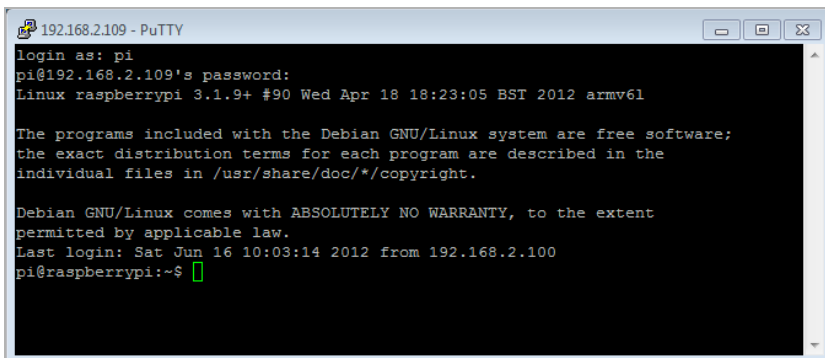 192.168.2.109 - PuTTY
login as: pi
pi@192.168.2.109's password:
Linux raspberrypi 3.1.9+ #90 Wed Apr 18 18:23:05 BST 2012 armv6l
The programs included with the Debian GNU/Linux system are free software;
the exact distribution terms for each program are described in the
individual files in /usr/share/doc/*/copyright.
Debian GNU/Linux comes with ABSOLUTELY NO WARRANTY, to the extent
permitted by applicable law.
Last login: Sat Jun 16 10:03:14 2012 from 192.168.2.100
pi@raspberrypi:~$